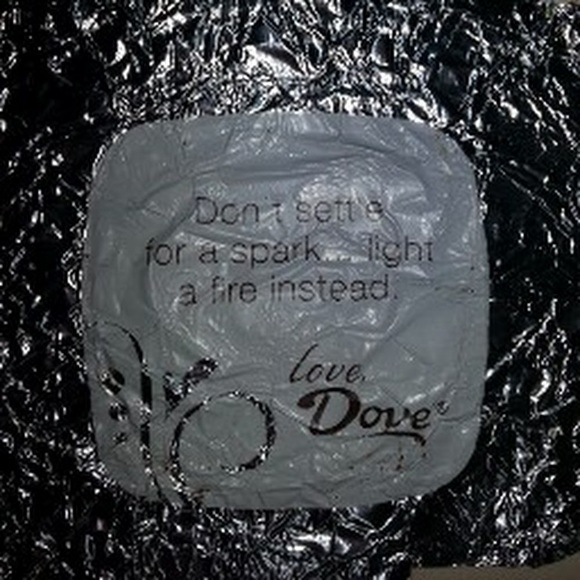 Don't settle
for a spark... light
a fire instead.
love,
Dove®